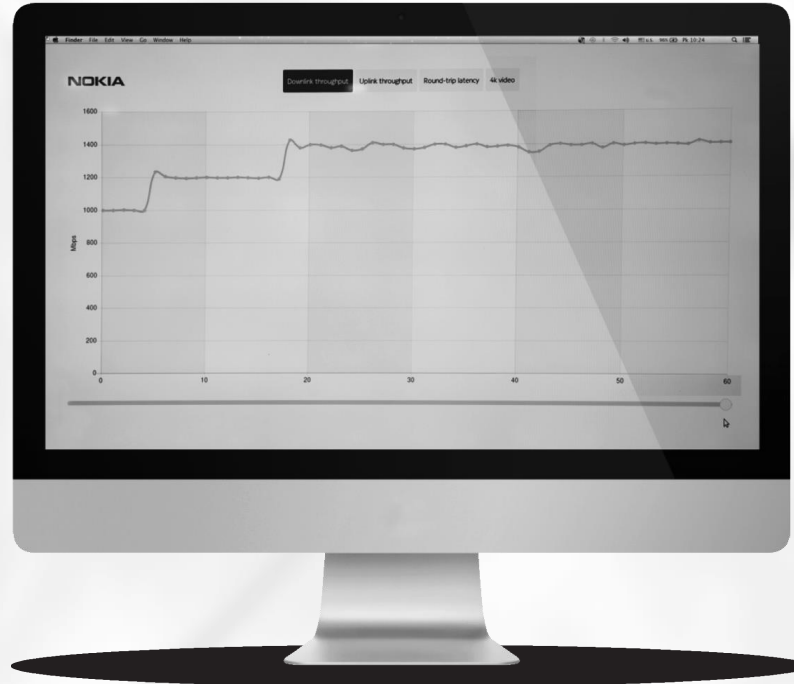 Finder File Edit View Go Window Help
NOKIA
Downlink throughput Uplink throughput Round-trip latency 4k video
1600
1400
1200
1000
800
600
400
200
0
Mbps
0 10 20 30 40 50 60